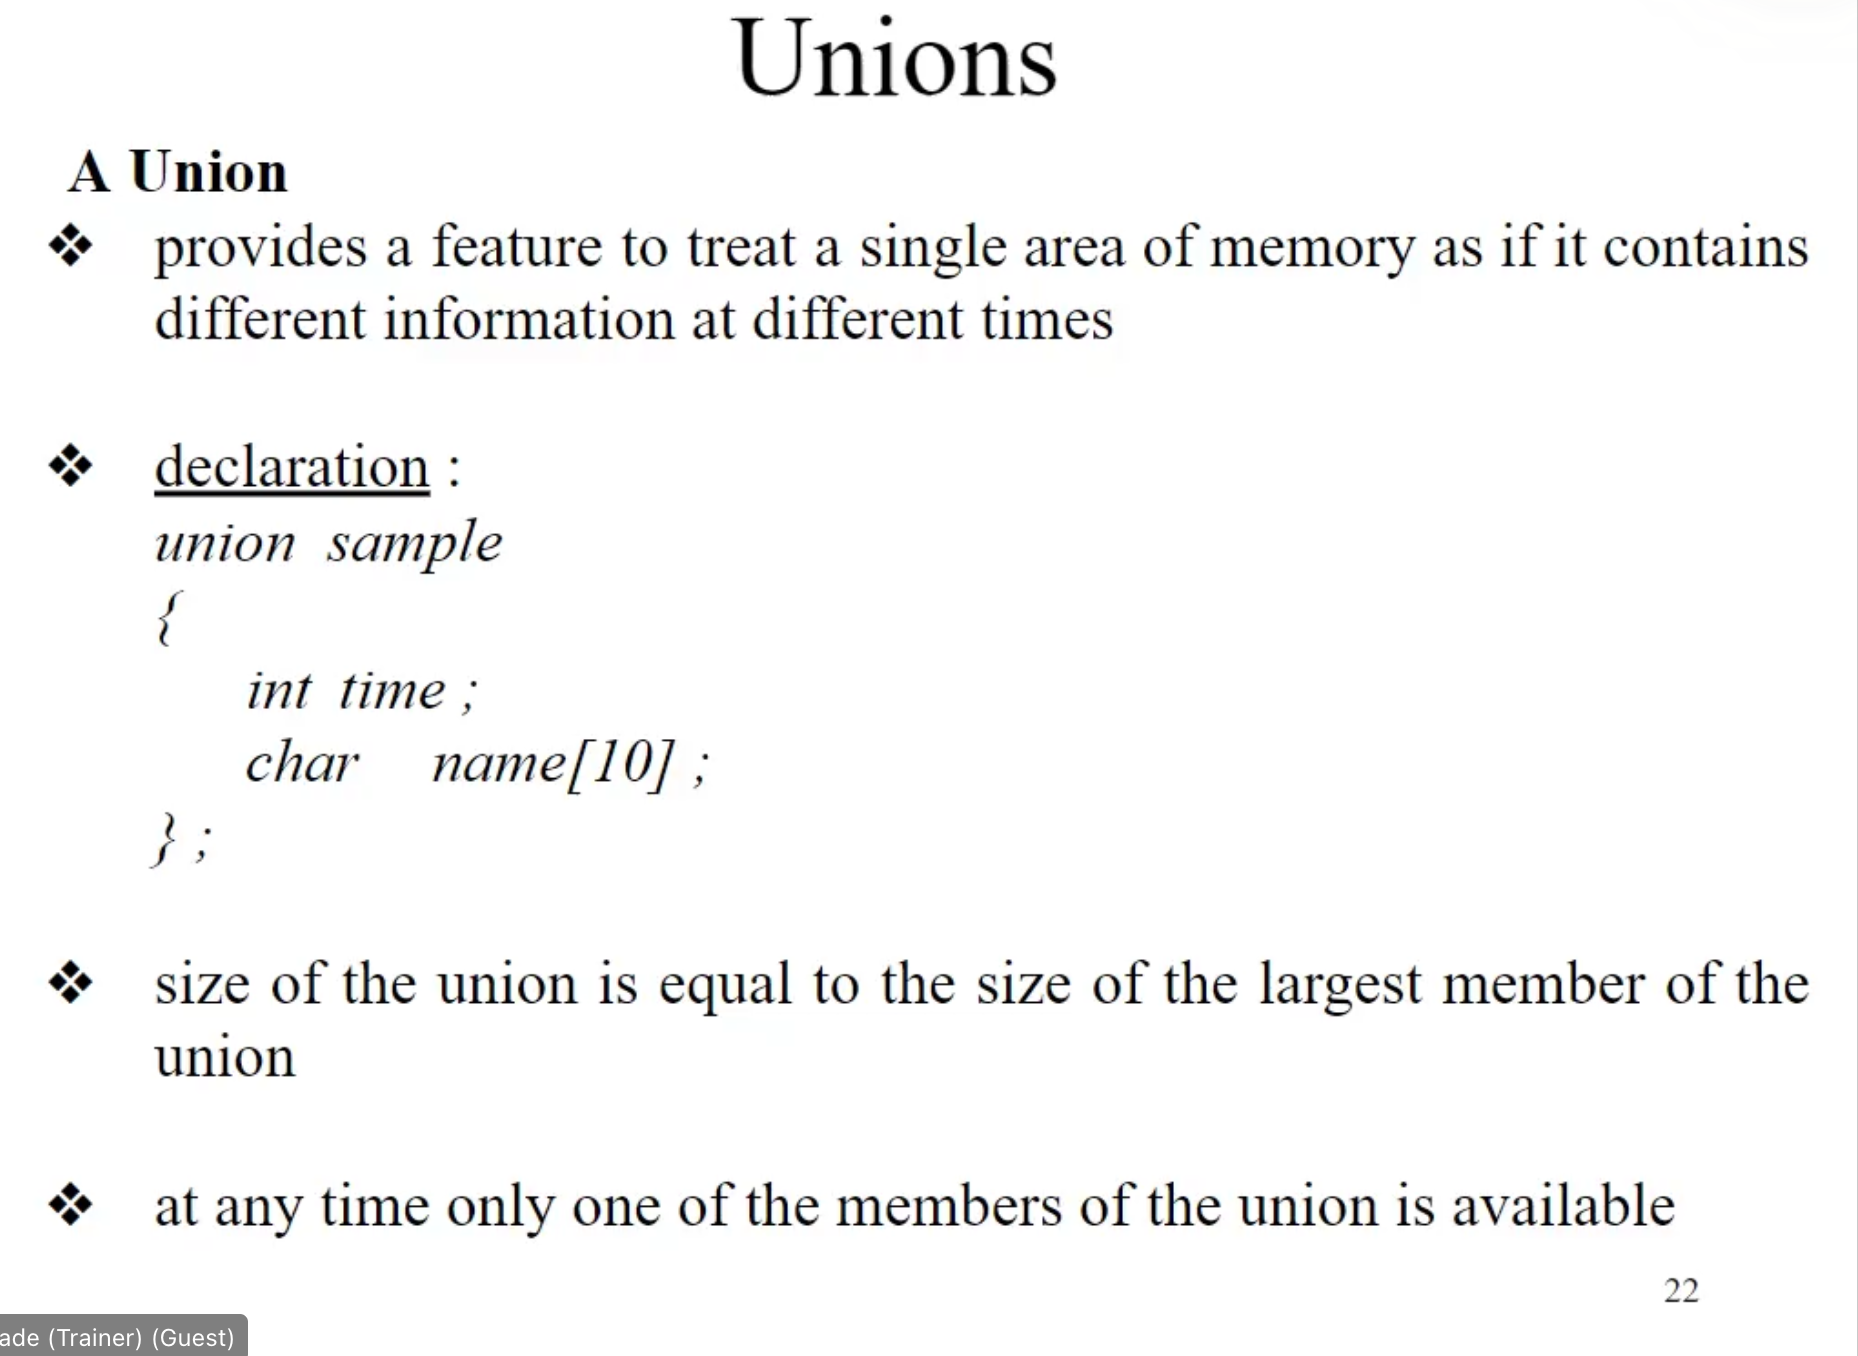 Unions
A Union
❖ provides a feature to treat a single area of memory as if it contains
different information at different times
❖ declaration :
union sample
{
int time ;
char name[10] ;
} ;
❖ size of the union is equal to the size of the largest member of the
union
❖ at any time only one of the members of the union is available
22
ade (Trainer) (Guest)